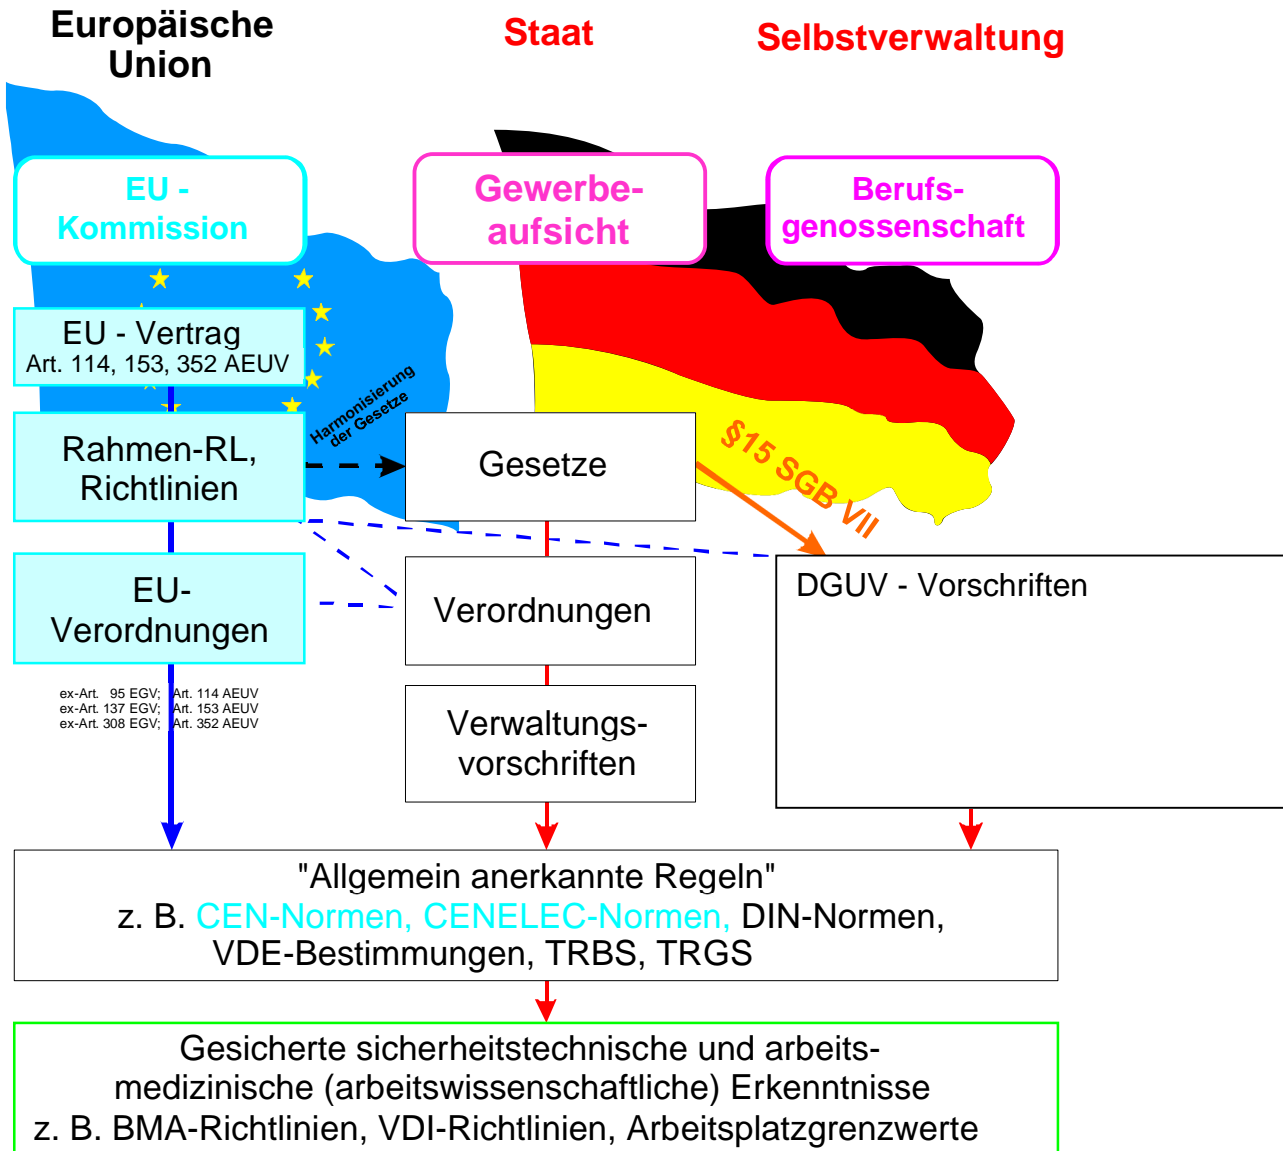 Europäische
Union
Staat
Selbstverwaltung
EU -
Kommission
Gewerbe-
aufsicht
Berufs-
genossenschaft
EU - Vertrag
Art. 114, 153, 352 AEUV
Harmonisierung
der Gesetze
Rahmen-RL,
Richtlinien
Gesetze
§15 SGB VII
EU-
Verordnungen
Verordnungen
DGUV - Vorschriften
ex-Art. 95 EGV; Art. 114 AEUV
ex-Art. 137 EGV; Art. 153 AEUV
ex-Art. 308 EGV; Art. 352 AEUV
Verwaltungs-
vorschriften
"Allgemein anerkannte Regeln"
z. B. CEN-Normen, CENELEC-Normen, DIN-Normen,
VDE-Bestimmungen, TRBS, TRGS
Gesicherte sicherheitstechnische und arbeits-
medizinische (arbeitswissenschaftliche) Erkenntnisse
z. B. BMA-Richtlinien, VDI-Richtlinien, Arbeitsplatzgrenzwerte